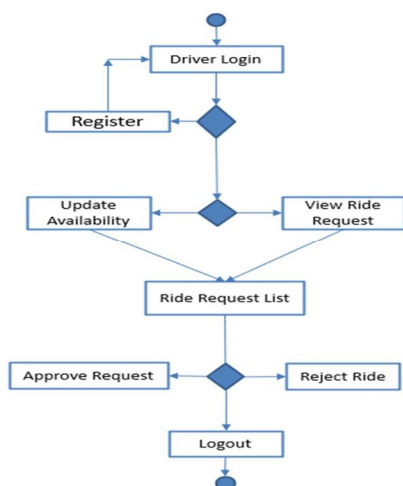 Driver Login
Register
Update
Availability
View Ride
Request
Ride Request List
Approve Request
Reject Ride
Logout